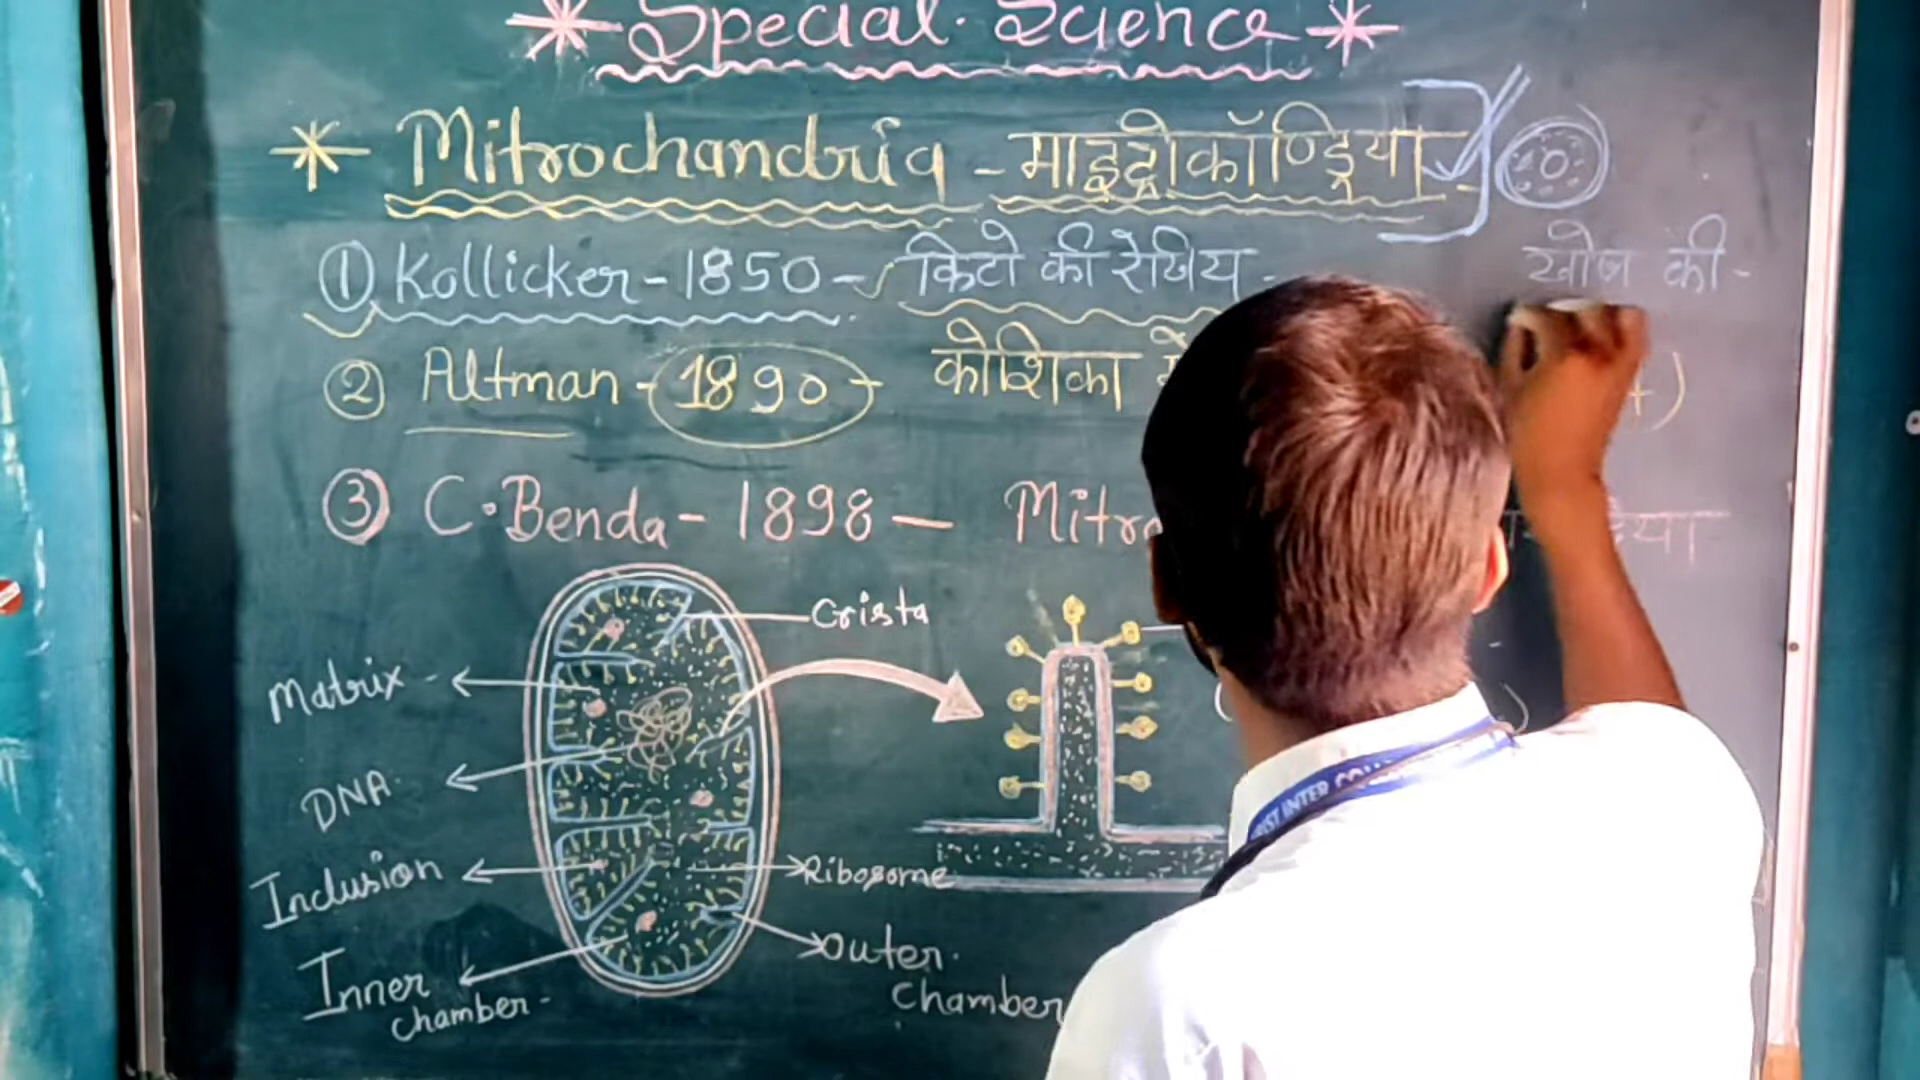 Special Science
Mitrochandria - माइट्रोकॉण्ड्रिया
① Kollicker - 1850 - किटो की रेखिय - खोज की -
② Altman - 1890 - कोशिका
③ C. Benda - 1898 - Mitro
Crista
Matrix
DNA
Inclusion
Ribosome
Inner chamber
Outer Chamber
INTER